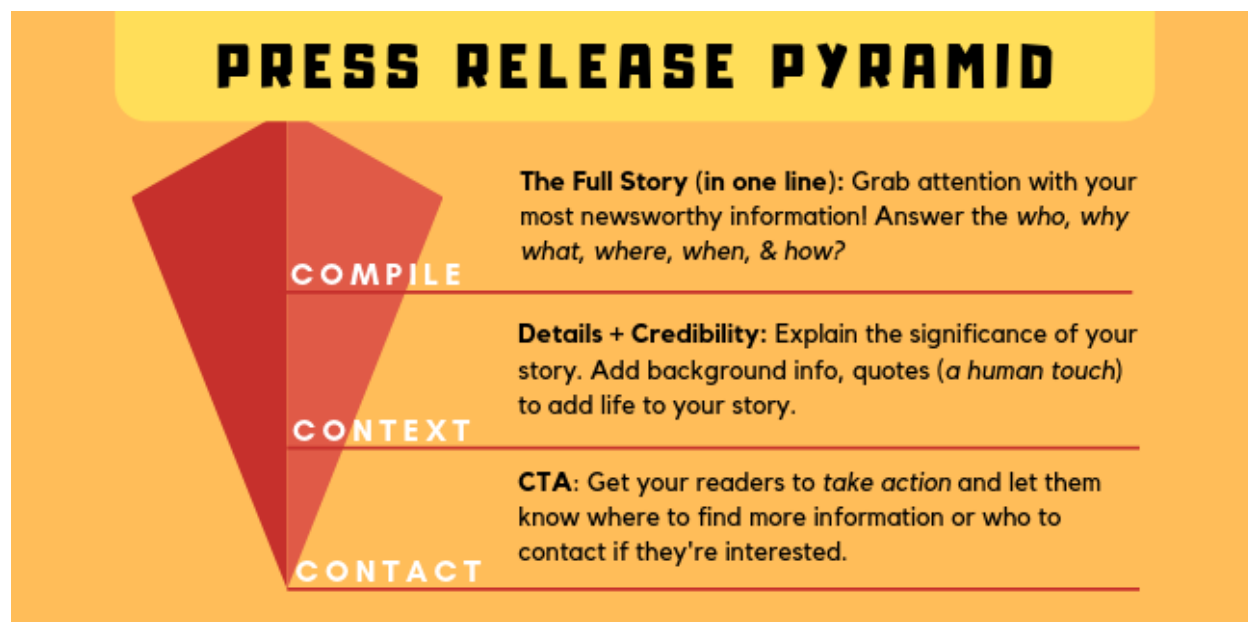 PRESS RELEASE PYRAMID
The Full Story (in one line): Grab attention with your
most newsworthy information! Answer the who, why
what, where, when, & how?
COMPILE
Details + Credibility: Explain the significance of your
story. Add background info, quotes (a human touch)
to add life to your story.
CONTEXT
CTA: Get your readers to take action and let them
know where to find more information or who to
contact if they're interested.
CONTACT